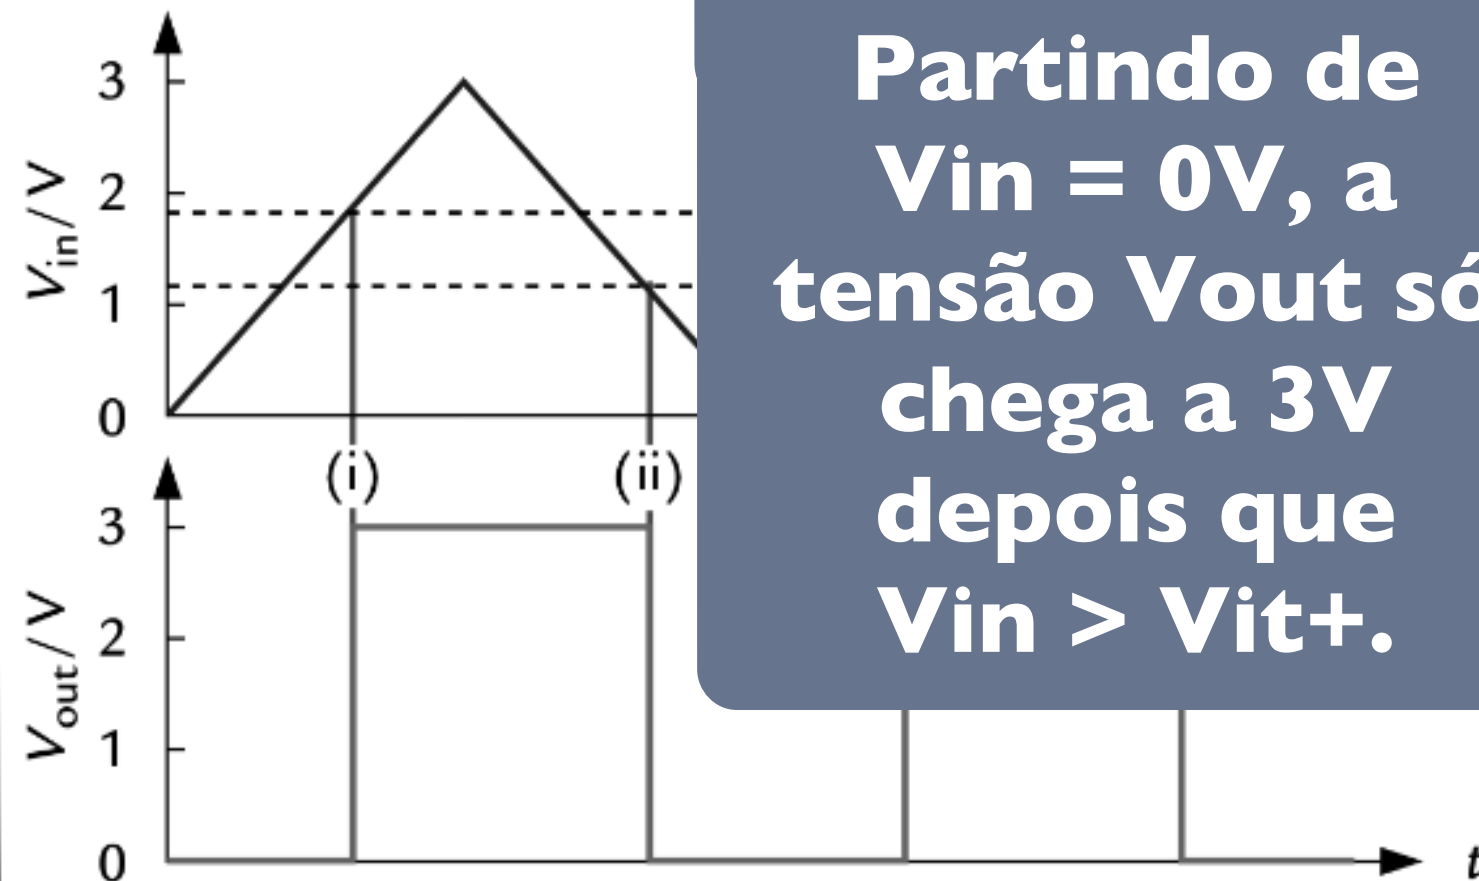 3
2
1
0
Vin/V
(i)
(ii)
3
2
1
0
Vout/V
t
Partindo de
Vin = 0V, a
tensão Vout só
chega a 3V
depois que
Vin > Vit+.